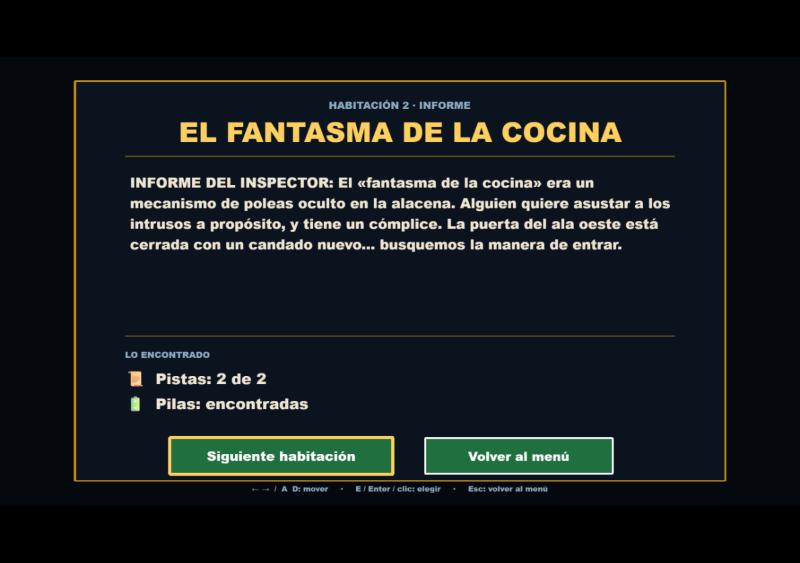 HABITACIÓN 2 · INFORME
EL FANTASMA DE LA COCINA
INFORME DEL INSPECTOR: El «fantasma de la cocina» era un
mecanismo de poleas oculto en la alacena. Alguien quiere asustar a los
intrusos a propósito, y tiene un cómplice. La puerta del ala oeste está
cerrada con un candado nuevo... busquemos la manera de entrar.
LO ENCONTRADO
Pistas: 2 de 2
Pilas: encontradas
Siguiente habitación
Volver al menú
← → / A D: mover · E / Enter / clic: elegir · Esc: volver al menú